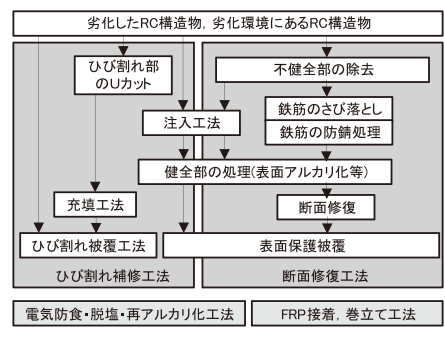 劣化したRC構造物，劣化環境にあるRC構造物
ひび割れ部
のUカット
不健全部の除去
注入工法
鉄筋のさび落とし
鉄筋の防錆処理
健全部の処理(表面アルカリ化等)
充填工法
断面修復
ひび割れ被覆工法
表面保護被覆
ひび割れ補修工法
断面修復工法
電気防食・脱塩・再アルカリ化工法
FRP接着，巻立て工法